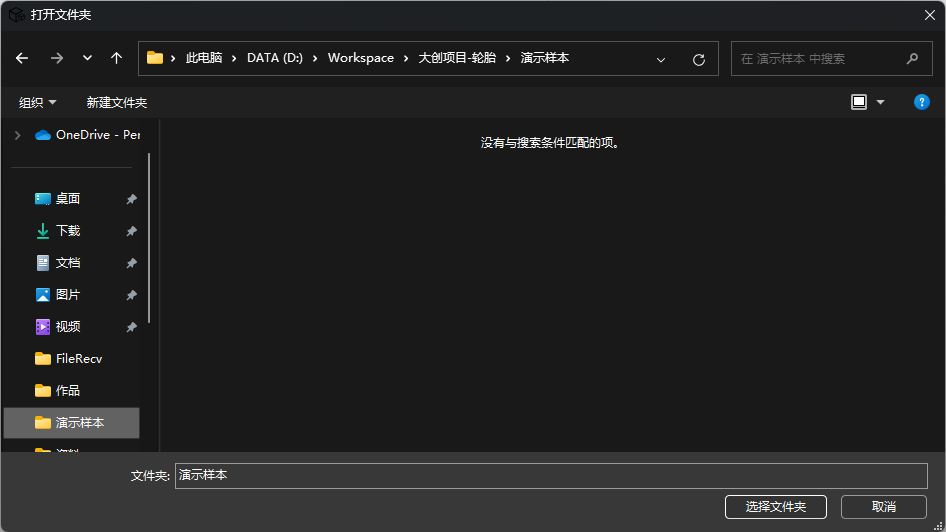 打开文件夹
此电脑 > DATA (D:) > Workspace > 大创项目-轮胎 > 演示样本
在 演示样本 中搜索
组织 新建文件夹
OneDrive - Per
没有与搜索条件匹配的项。
桌面
下载
文档
图片
视频
FileRecv
作品
演示样本
文件夹: 演示样本
选择文件夹 取消